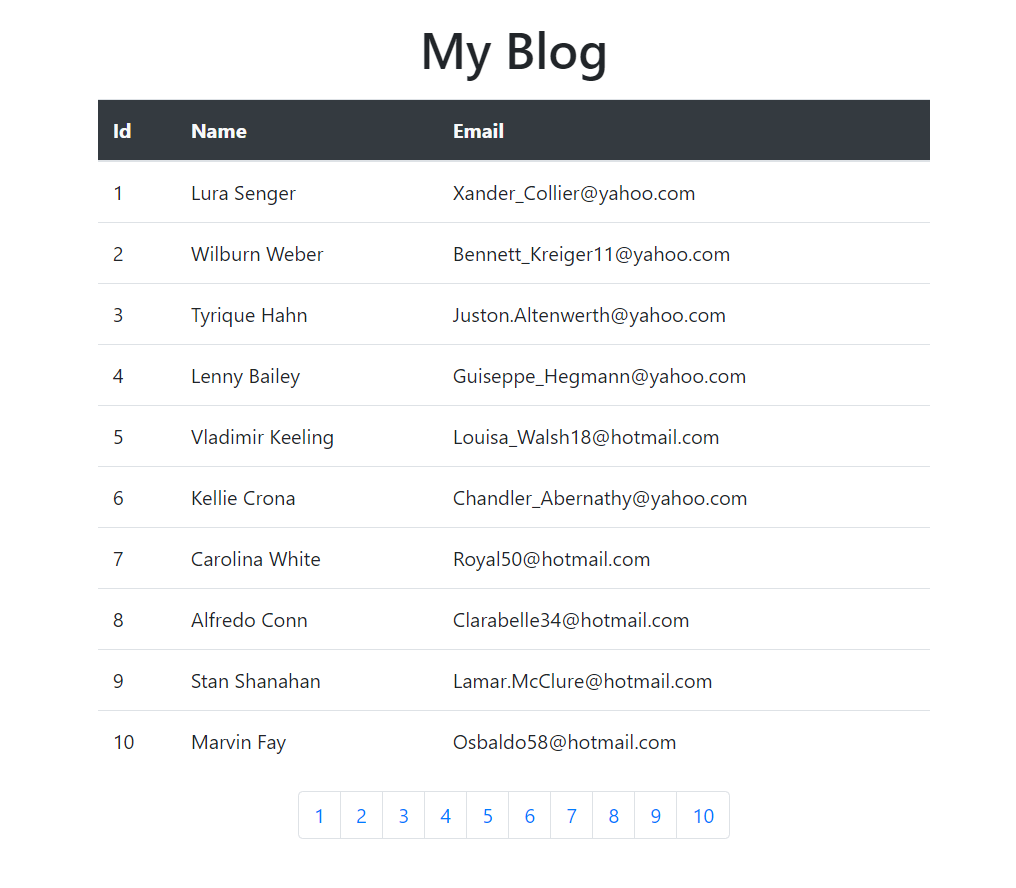 My Blog
Id Name Email
1 Lura Senger Xander_Collier@yahoo.com
2 Wilburn Weber Bennett_Kreiger11@yahoo.com
3 Tyrique Hahn Juston.Altenwerth@yahoo.com
4 Lenny Bailey Guiseppe_Hegmann@yahoo.com
5 Vladimir Keeling Louisa_Walsh18@hotmail.com
6 Kellie Crona Chandler_Abernathy@yahoo.com
7 Carolina White Royal50@hotmail.com
8 Alfredo Conn Clarabelle34@hotmail.com
9 Stan Shanahan Lamar.McClure@hotmail.com
10 Marvin Fay Osbaldo58@hotmail.com
1 2 3 4 5 6 7 8 9 10